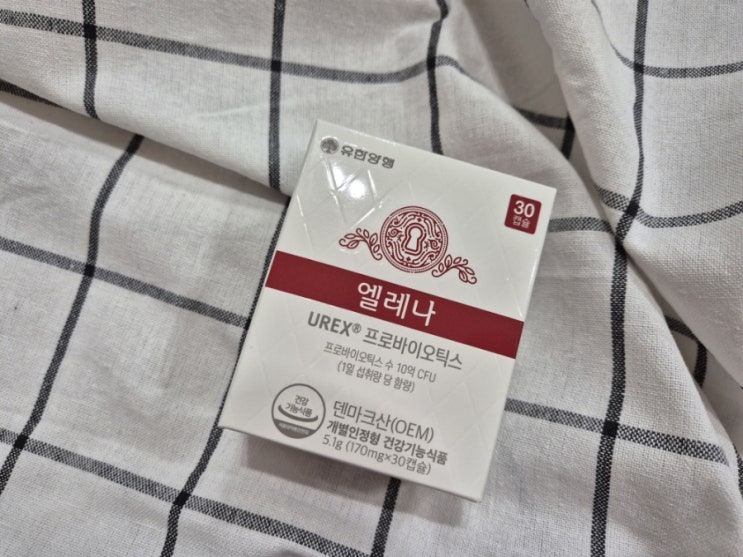 유한양행
30
캡슐
엘레나
UREX® 프로바이오틱스
프로바이오틱스 수 10억 CFU
(1일 섭취량 당 함량)
건강
기능식품
덴마크산(OEM)
개별인정형 건강기능식품
5.1g (170mg×30캡슐)